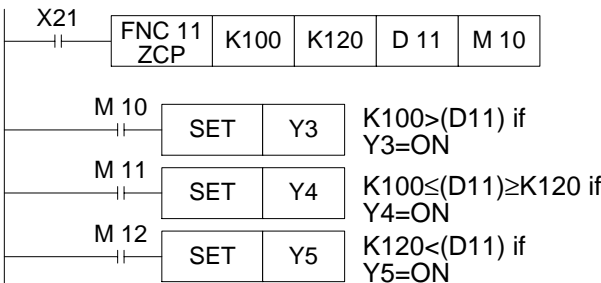 X21
FNC 11 ZCP K100 K120 D 11 M 10
M 10
SET Y3 K100>(D11) if
Y3=ON
M 11
SET Y4 K100≤(D11)≥K120 if
Y4=ON
M 12
SET Y5 K120<(D11) if
Y5=ON